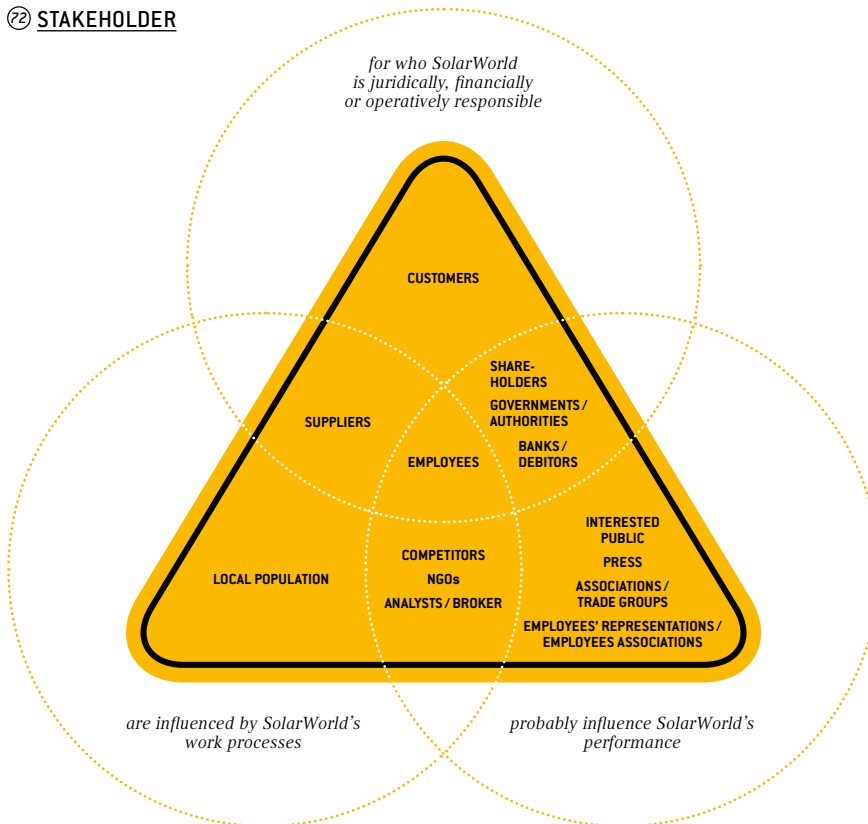 72 STAKEHOLDER
for who SolarWorld
is juridically, financially
or operatively responsible
CUSTOMERS
SHARE-
HOLDERS
GOVERNMENTS /
AUTHORITIES
BANKS /
DEBITORS
SUPPLIERS
EMPLOYEES
INTERESTED
PUBLIC
PRESS
ASSOCIATIONS /
TRADE GROUPS
EMPLOYEES' REPRESENTATIONS /
EMPLOYEES ASSOCIATIONS
COMPETITORS
NGOs
ANALYSTS / BROKER
LOCAL POPULATION
are influenced by SolarWorld's
work processes
probably influence SolarWorld's
performance